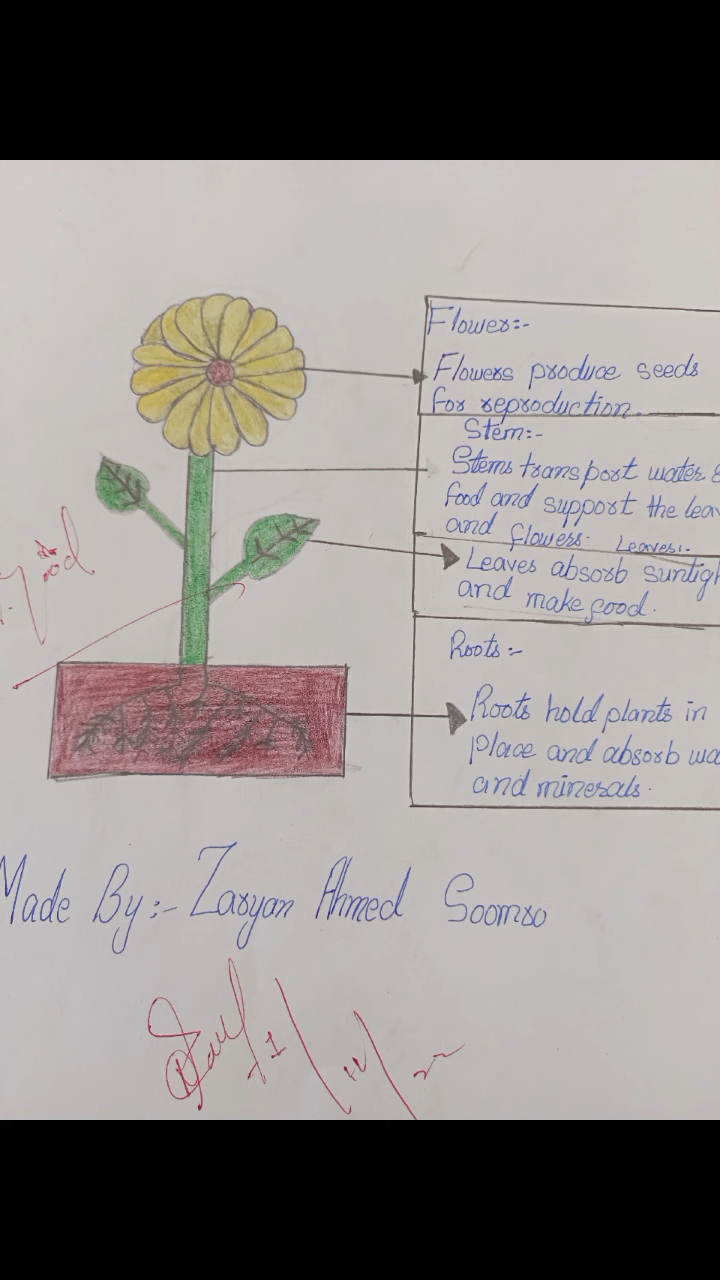 Flower:-
Flowers produce seeds
for reproduction.
Stem:-
Stems transport water &
food and support the leav
and flowers.
Leaves:-
Leaves absorb sunligh
and make food.
Roots:-
Roots hold plants in
place and absorb wa
and minerals.
Good
Made By:- Zaryan Ahmed Soomro